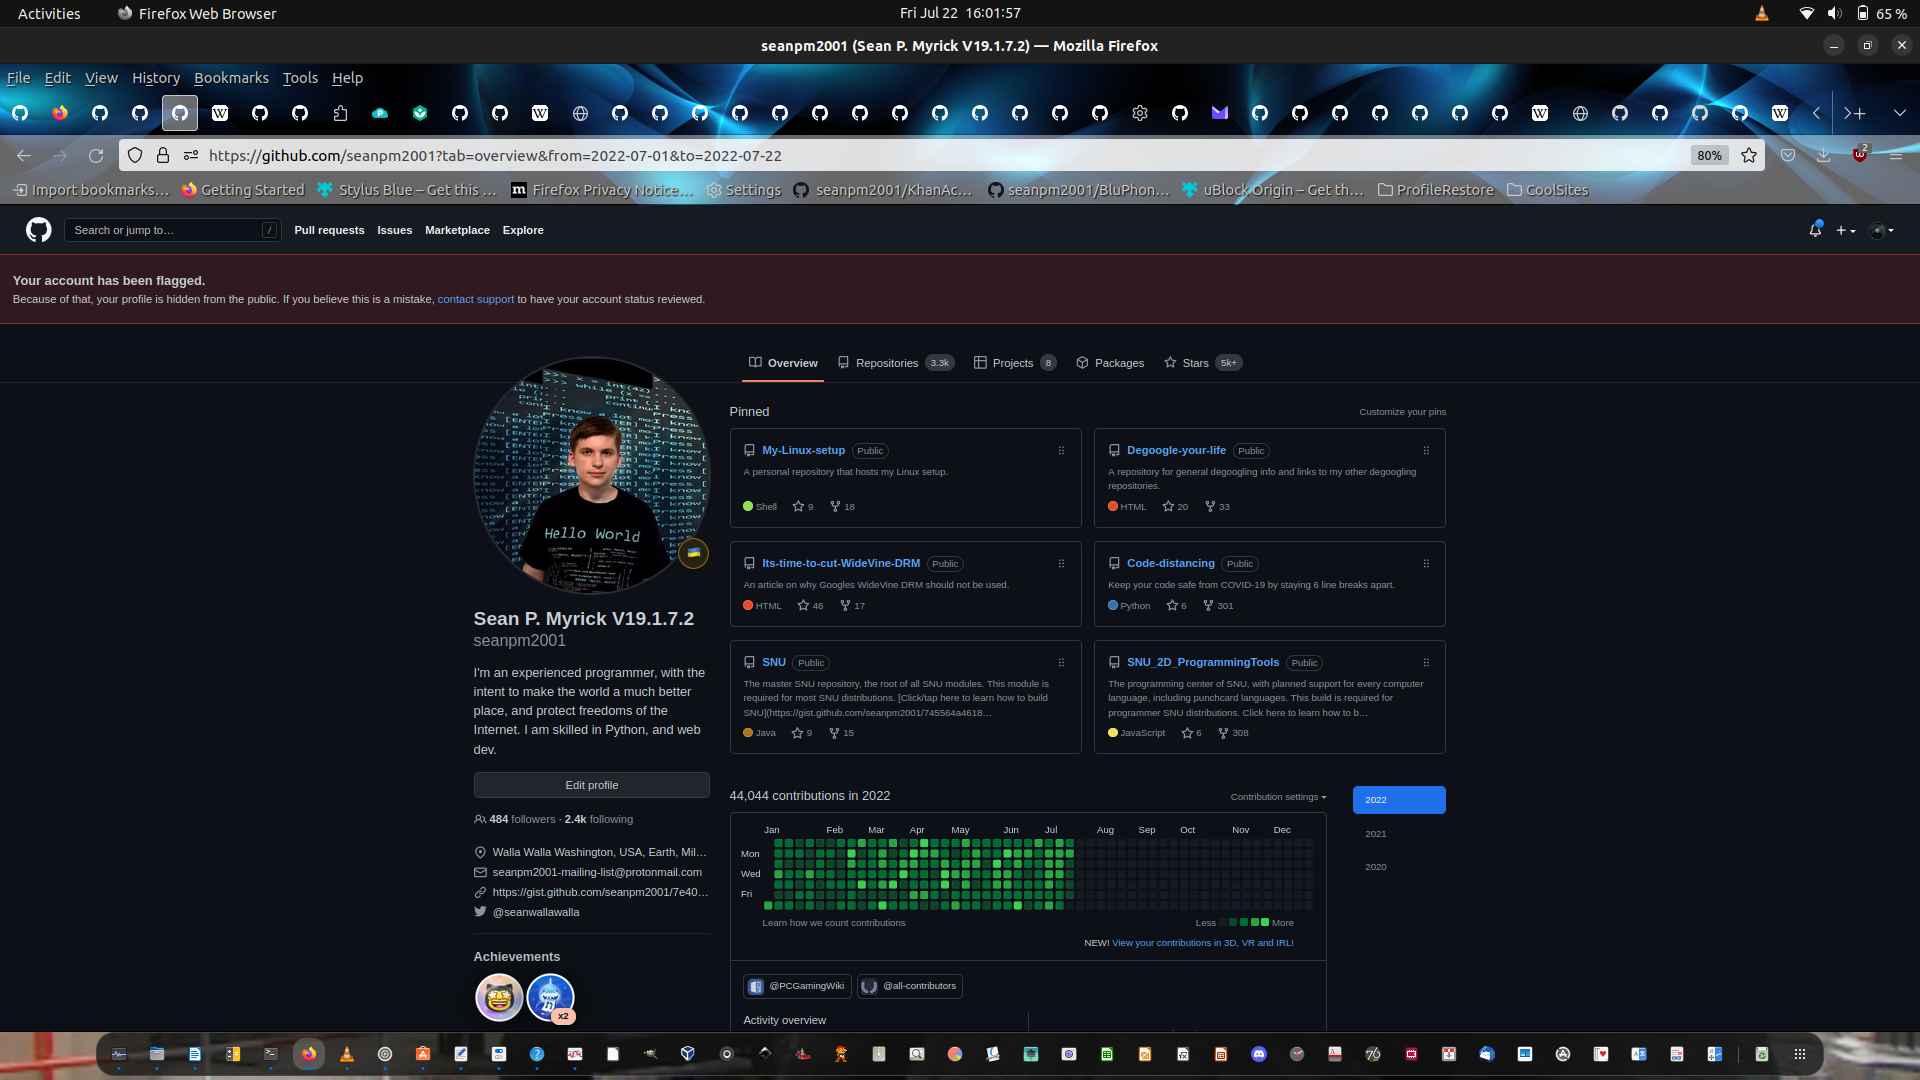 Activities
Firefox Web Browser
Fri Jul 22 16:01:57
65 %
seanpm2001 (Sean P. Myrick V19.1.7.2) — Mozilla Firefox
File Edit View History Bookmarks Tools Help
https://github.com/seanpm2001?tab=overview&from=2022-07-01&to=2022-07-22
80%
2
Import bookmarks… Getting Started Stylus Blue – Get this … Firefox Privacy Notice… Settings seanpm2001/KhanAc… seanpm2001/BluPhon… uBlock Origin – Get th… ProfileRestore CoolSites
Search or jump to… /
Pull requests Issues Marketplace Explore
Your account has been flagged.
Because of that, your profile is hidden from the public. If you believe this is a mistake, contact support to have your account status reviewed.
Overview Repositories 3.3k Projects 8 Packages Stars 5k+
Hello World
Sean P. Myrick V19.1.7.2
seanpm2001
I'm an experienced programmer, with the
intent to make the world a much better
place, and protect freedoms of the
Internet. I am skilled in Python, and web
dev.
Edit profile
484 followers · 2.4k following
Walla Walla Washington, USA, Earth, Mil…
seanpm2001-mailing-list@protonmail.com
https://gist.github.com/seanpm2001/7e40…
@seanwallawalla
Achievements
x2
Pinned
Customize your pins
My-Linux-setup Public
A personal repository that hosts my Linux setup.
Shell 9 18
Degoogle-your-life Public
A repository for general degoogling info and links to my other degoogling
repositories.
HTML 20 33
Its-time-to-cut-WideVine-DRM Public
An article on why Googles WideVine DRM should not be used.
HTML 46 17
Code-distancing Public
Keep your code safe from COVID-19 by staying 6 line breaks apart.
Python 6 301
SNU Public
The master SNU repository, the root of all SNU modules. This module is
required for most SNU distributions. [Click/tap here to learn how to build
SNU](https://gist.github.com/seanpm2001/745564a4618…
Java 9 15
SNU_2D_ProgrammingTools Public
The programming center of SNU, with planned support for every computer
language, including punchcard languages. This build is required for
programmer SNU distributions. Click here to learn how to b…
JavaScript 6 308
44,044 contributions in 2022
Contribution settings
2022
2021
2020
Jan Feb Mar Apr May Jun Jul Aug Sep Oct Nov Dec
Mon
Wed
Fri
Learn how we count contributions
Less More
NEW! View your contributions in 3D, VR and IRL!
@PCGamingWiki @all-contributors
Activity overview